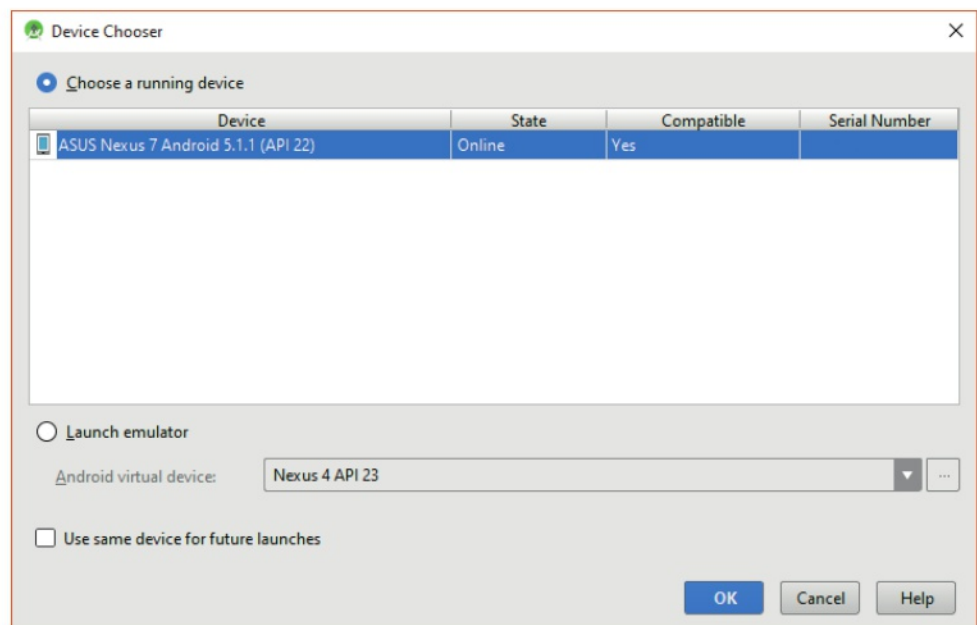 Device Chooser
Choose a running device
Device State Compatible Serial Number
ASUS Nexus 7 Android 5.1.1 (API 22) Online Yes
Launch emulator
Android virtual device: Nexus 4 API 23 ...
Use same device for future launches
OK Cancel Help